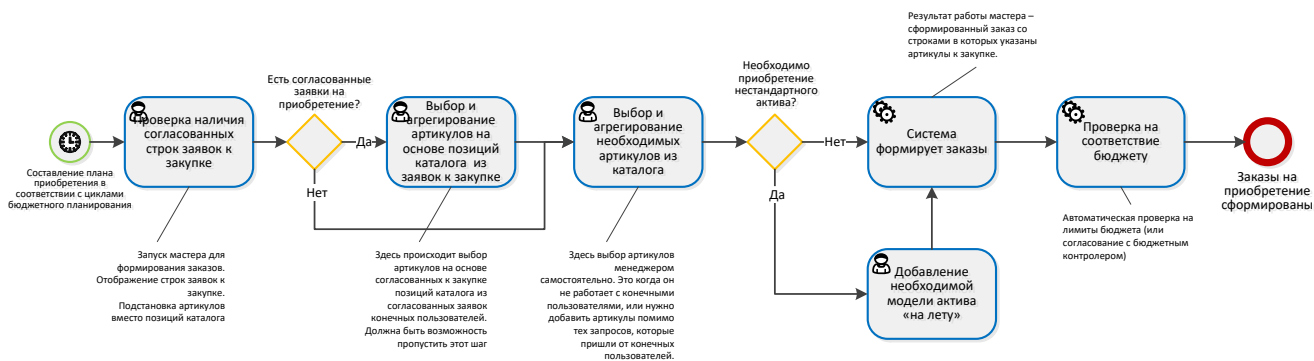 Составление плана
приобретения в
соответствии с циклами
бюджетного планирования
Проверка наличия
согласованных
строк заявок к
закупке
Запуск мастера для
формирования заказов.
Отображение строк заявок к
закупке.
Подстановка артикулов
вместо позиций каталога
Есть согласованные
заявки на
приобретение?
Да
Нет
Выбор и
агрегирование
артикулов на
основе позиций
каталога из
заявок к закупке
Здесь происходит выбор
артикулов на основе
согласованных к закупке
позиций каталога из
согласованных заявок
конечных пользователей.
Должна быть возможность
пропустить этот шаг
Выбор и
агрегирование
необходимых
артикулов из
каталога
Здесь выбор артикулов
менеджером
самостоятельно. Это когда он
не работает с конечными
пользователями, или нужно
добавить артикулы помимо
тех запросов, которые
пришли от конечных
пользователей.
Необходимо
приобретение
нестандартного
актива?
Нет
Да
Результат работы мастера –
сформированный заказ со
строками в которых указаны
артикулы к закупке.
Система
формирует заказы
Добавление
необходимой
модели актива
«на лету»
Проверка на
соответствие
бюджету
Автоматическая проверка на
лимиты бюджета (или
согласование с бюджетным
контролером)
Заказы на
приобретение
сформированы